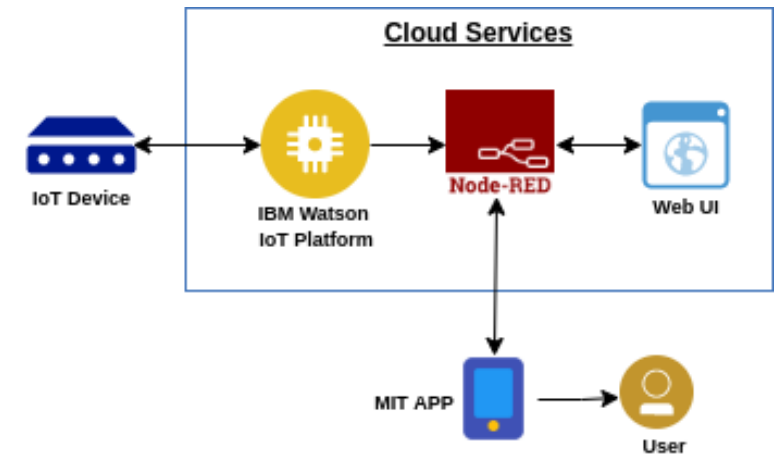 Cloud Services
IoT Device
IBM Watson
IoT Platform
Node-RED
Web UI
MIT APP
User